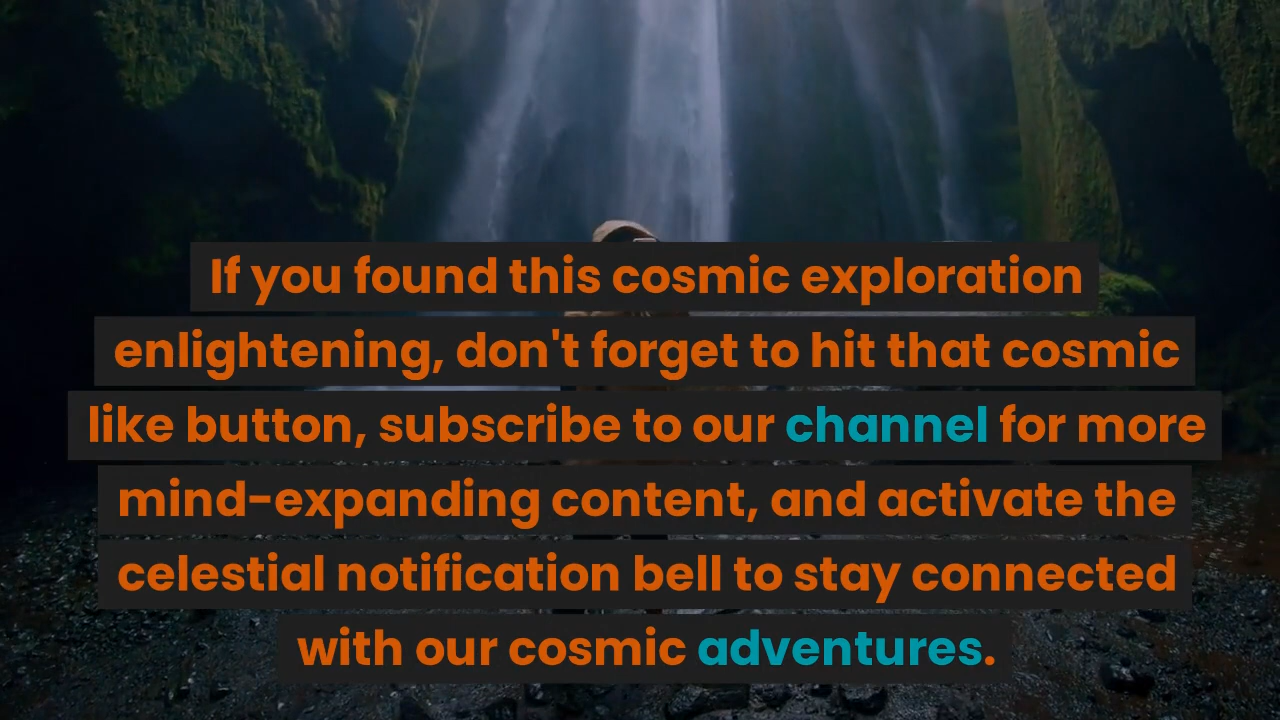 If you found this cosmic exploration
enlightening, don't forget to hit that cosmic
like button, subscribe to our channel for more
mind-expanding content, and activate the
celestial notification bell to stay connected
with our cosmic adventures.